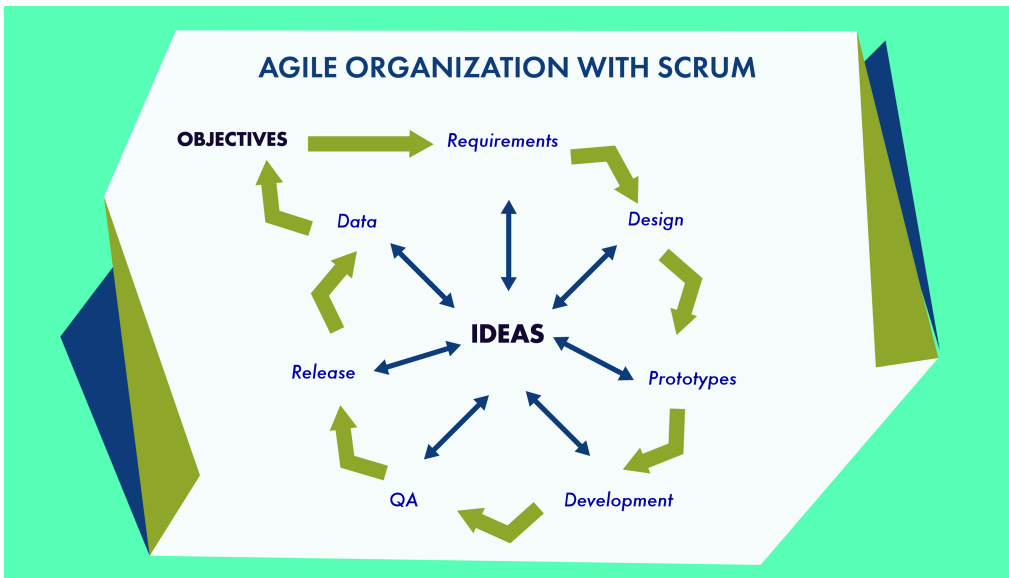 AGILE ORGANIZATION WITH SCRUM
OBJECTIVES
Requirements
Data
Design
IDEAS
Release
Prototypes
QA
Development